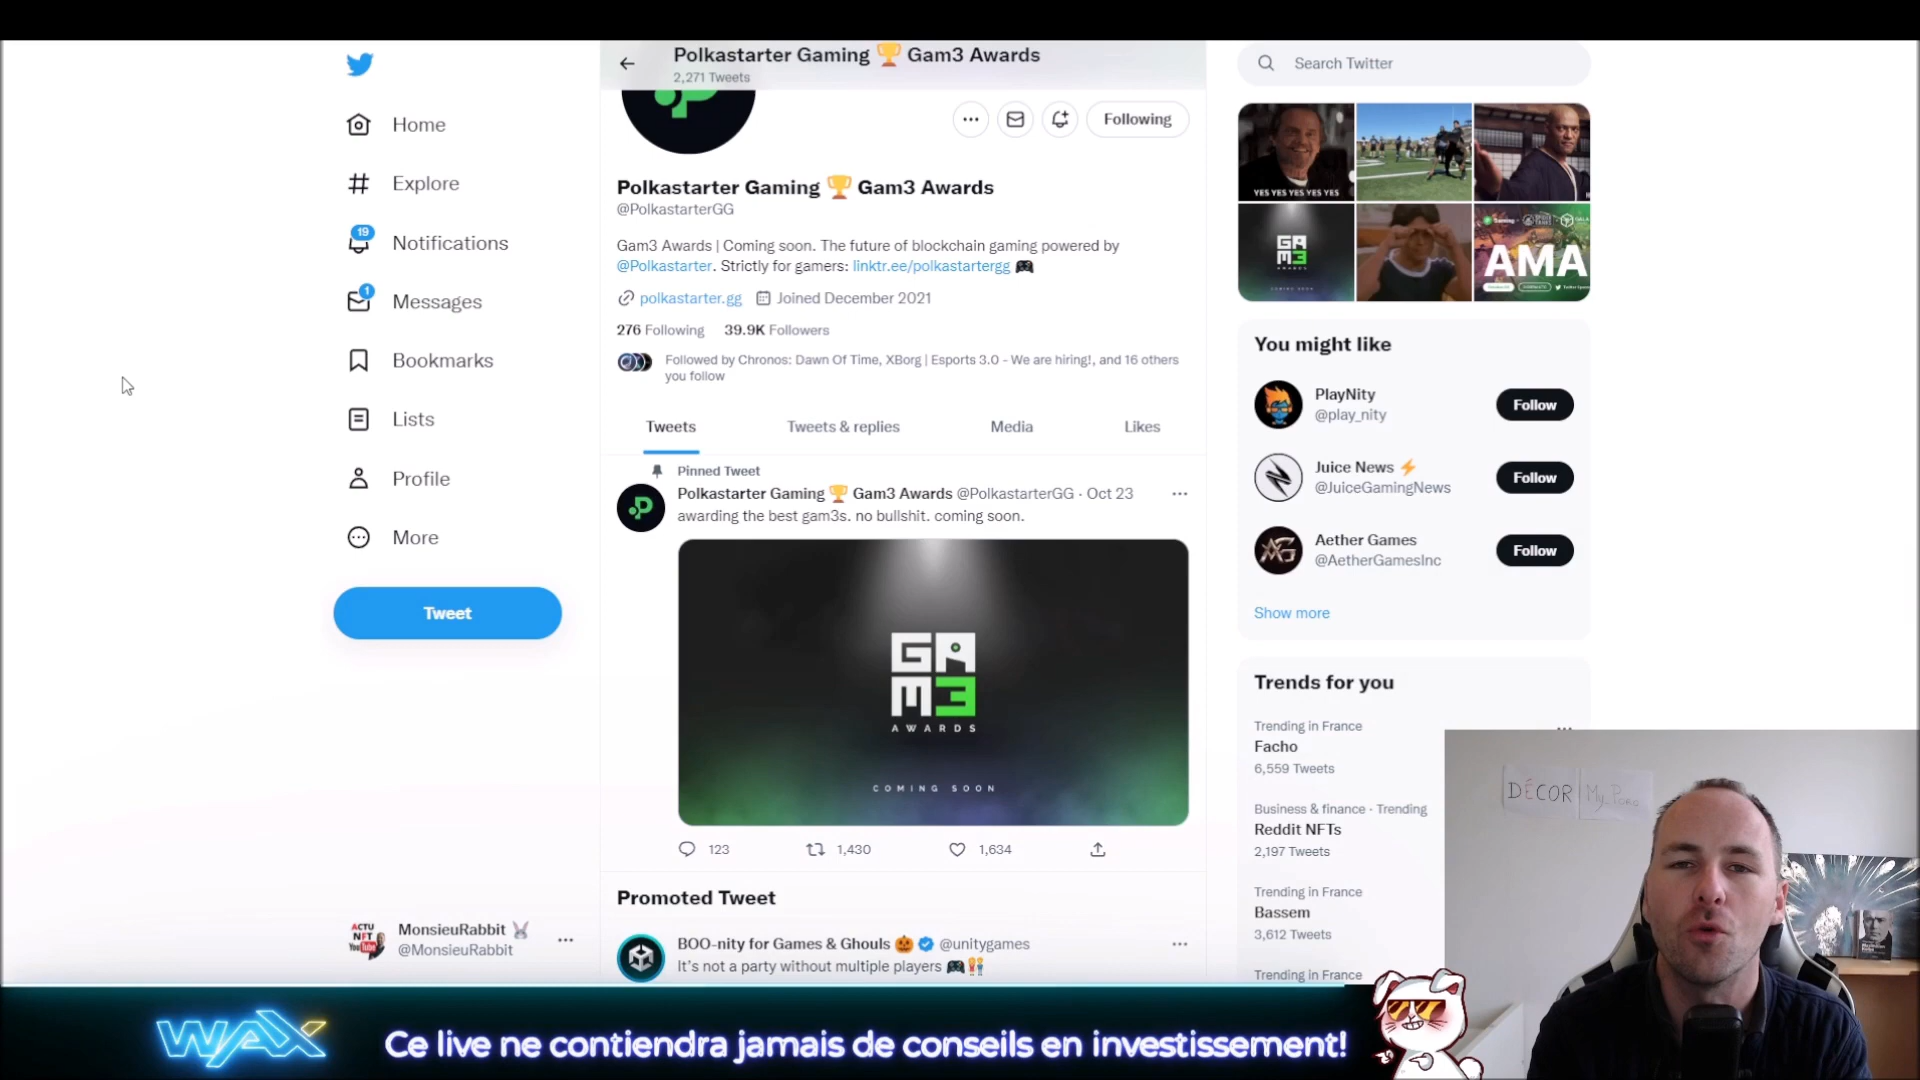 Polkastarter Gaming 🏆 Gam3 Awards
2,271 Tweets
Following
Polkastarter Gaming 🏆 Gam3 Awards
@PolkastarterGG
Gam3 Awards | Coming soon. The future of blockchain gaming powered by
@Polkastarter. Strictly for gamers: linktr.ee/polkastartergg 🎮
polkastarter.gg Joined December 2021
276 Following 39.9K Followers
Followed by Chronos: Dawn Of Time, XBorg | Esports 3.0 - We are hiring!, and 16 others
you follow
Tweets Tweets & replies Media Likes
Pinned Tweet
Polkastarter Gaming 🏆 Gam3 Awards @PolkastarterGG · Oct 23
awarding the best gam3s. no bullshit. coming soon.
GA
M3
AWARDS
COMING SOON
123 1,430 1,634
Promoted Tweet
BOO-nity for Games & Ghouls 🎃 @unitygames
It's not a party without multiple players 🎮
Home
Explore
19
Notifications
1
Messages
Bookmarks
Lists
Profile
More
Tweet
ACTU
NFT
YouTube
MonsieurRabbit 🐰
@MonsieurRabbit
Search Twitter
YES YES YES YES YES
GA
M3
AWARDS
AMA
You might like
PlayNity
@play_nity
Follow
Juice News ⚡
@JuiceGamingNews
Follow
AG
Aether Games
@AetherGamesInc
Follow
Show more
Trends for you
Trending in France
Facho
6,559 Tweets
Business & finance · Trending
Reddit NFTs
2,197 Tweets
Trending in France
Bassem
3,612 Tweets
Trending in France
DÉCOR
WAX
Ce live ne contiendra jamais de conseils en investissement!